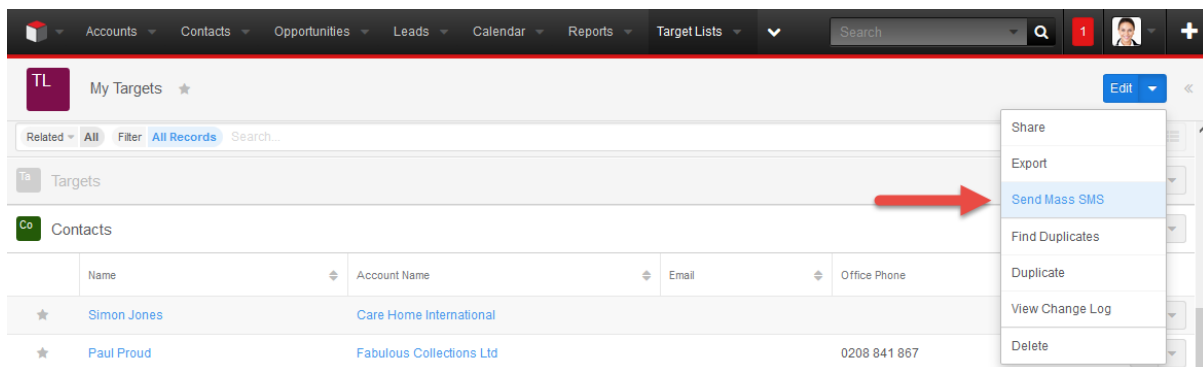 Accounts Contacts Opportunities Leads Calendar Reports Target Lists Search 1
TL My Targets Edit
Related All Filter All Records Search...
Share
Export
Send Mass SMS
Find Duplicates
Duplicate
View Change Log
Delete
Ta Targets
Co Contacts
Name Account Name Email Office Phone
Simon Jones Care Home International
Paul Proud Fabulous Collections Ltd 0208 841 867